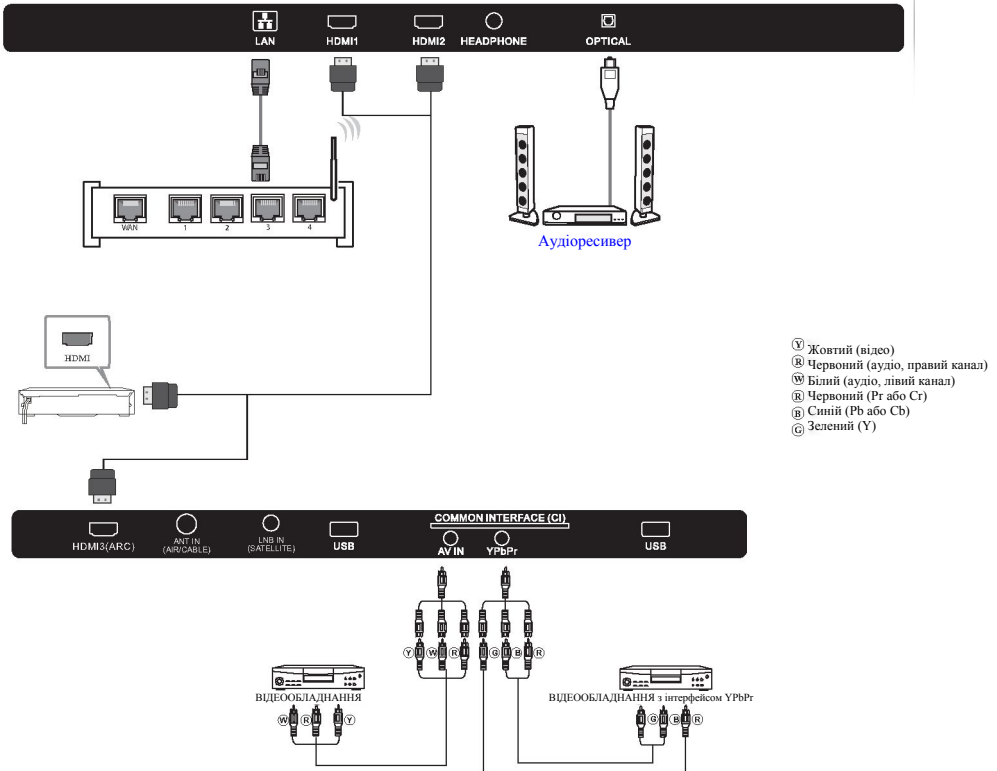 LAN
HDMI1
HDMI2
HEADPHONE
OPTICAL
WAN
1
2
3
4
Аудіоресивер
HDMI
Ⓨ Жовтий (відео)
Ⓡ Червоний (аудіо, правий канал)
Ⓦ Білий (аудіо, лівий канал)
Ⓡ Червоний (Pr або Cr)
Ⓑ Синій (Pb або Cb)
Ⓖ Зелений (Y)
COMMON INTERFACE (CI)
HDMI3(ARC)
ANT IN
(AIR/CABLE)
LNB IN
(SATELLITE)
USB
AV IN
YPbPr
USB
Ⓨ Ⓦ Ⓡ Ⓖ Ⓑ Ⓡ
ВІДЕООБЛАДНАННЯ
ВІДЕООБЛАДНАННЯ з інтерфейсом YPbPr
Ⓦ Ⓡ Ⓨ
Ⓖ Ⓑ Ⓡ